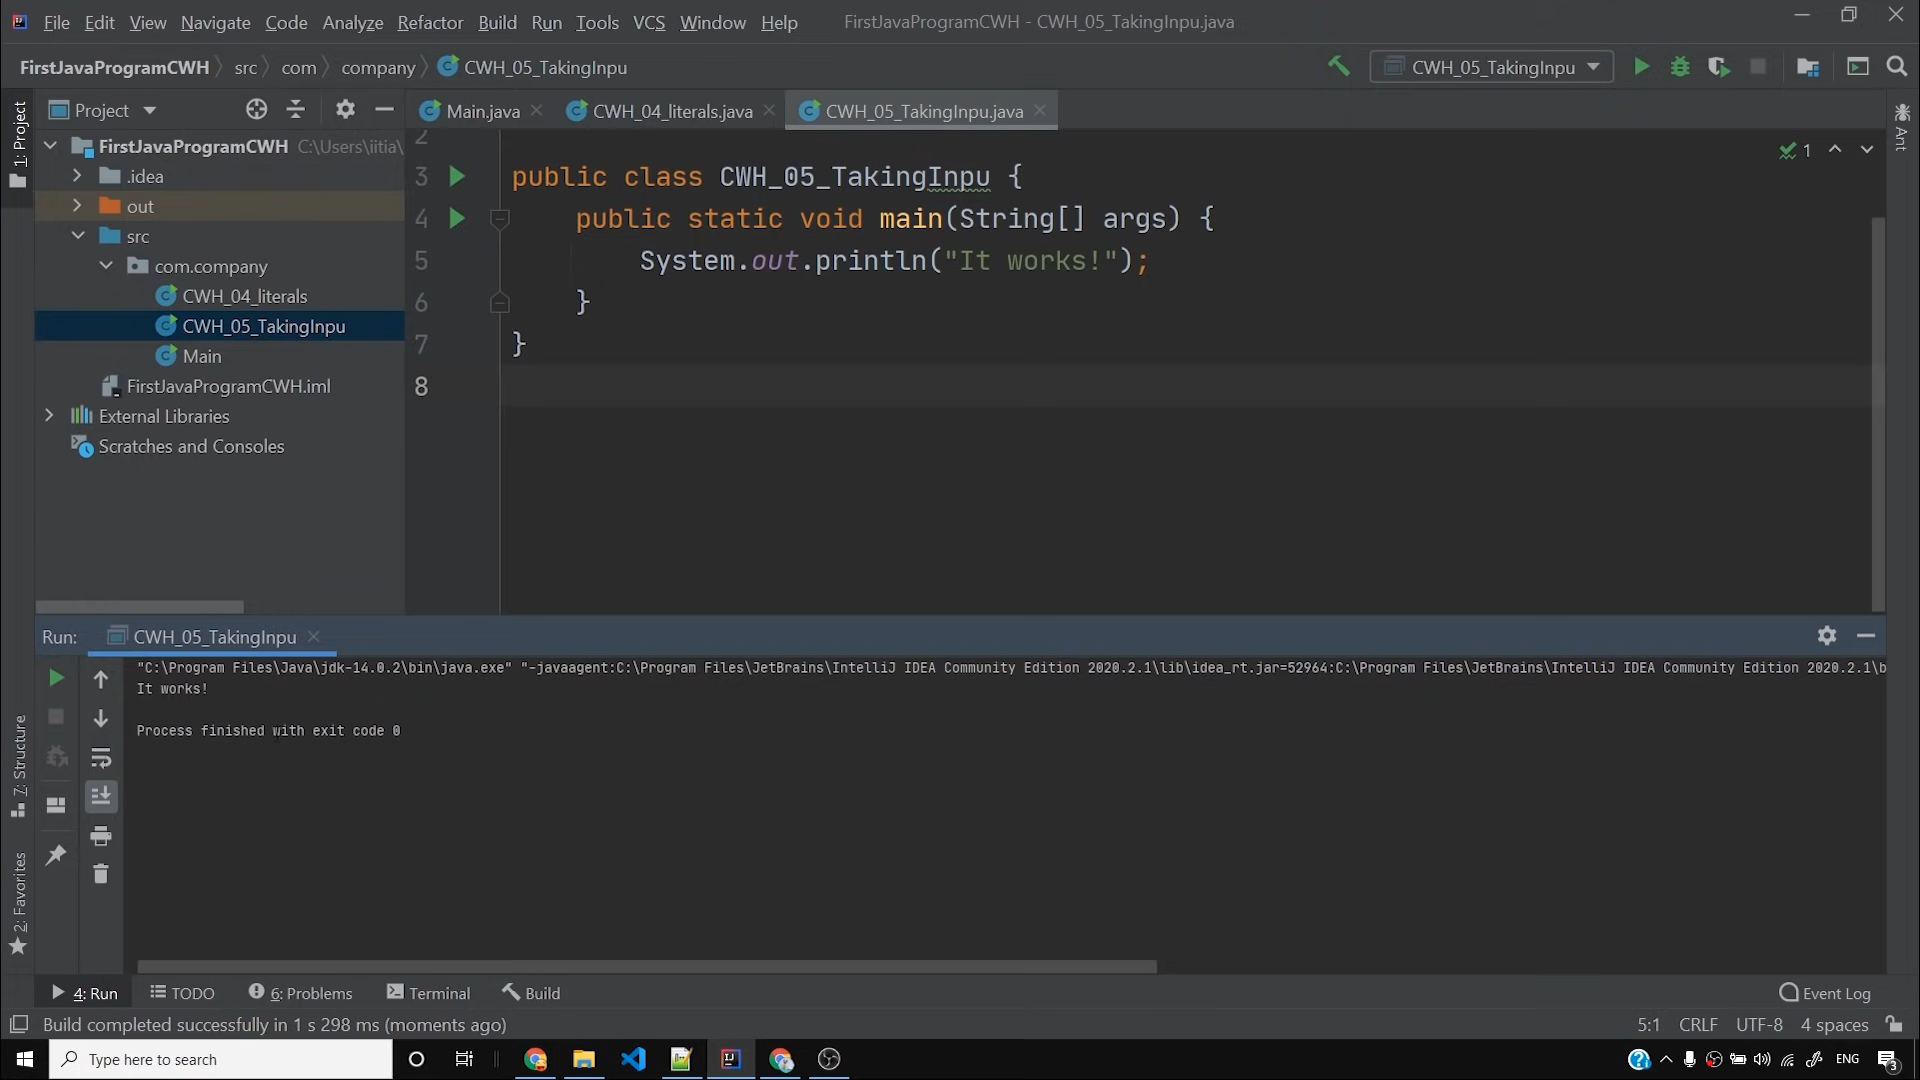 File Edit View Navigate Code Analyze Refactor Build Run Tools VCS Window Help FirstJavaProgramCWH - CWH_05_TakingInpu.java
FirstJavaProgramCWH src com company CWH_05_TakingInpu CWH_05_TakingInpu
Project Main.java CWH_04_literals.java CWH_05_TakingInpu.java
1: Project
Ant
FirstJavaProgramCWH C:\Users\iitia\
.idea
out
src
com.company
CWH_04_literals
CWH_05_TakingInpu
Main
FirstJavaProgramCWH.iml
External Libraries
Scratches and Consoles
2
1
3 public class CWH_05_TakingInpu {
4 public static void main(String[] args) {
5 System.out.println("It works!");
6 }
7 }
8
Run: CWH_05_TakingInpu
"C:\Program Files\Java\jdk-14.0.2\bin\java.exe" "-javaagent:C:\Program Files\JetBrains\IntelliJ IDEA Community Edition 2020.2.1\lib\idea_rt.jar=52964:C:\Program Files\JetBrains\IntelliJ IDEA Community Edition 2020.2.1\b
It works!
Process finished with exit code 0
7: Structure
2: Favorites
4: Run TODO 6: Problems Terminal Build Event Log
Build completed successfully in 1 s 298 ms (moments ago) 5:1 CRLF UTF-8 4 spaces
Type here to search ENG 3